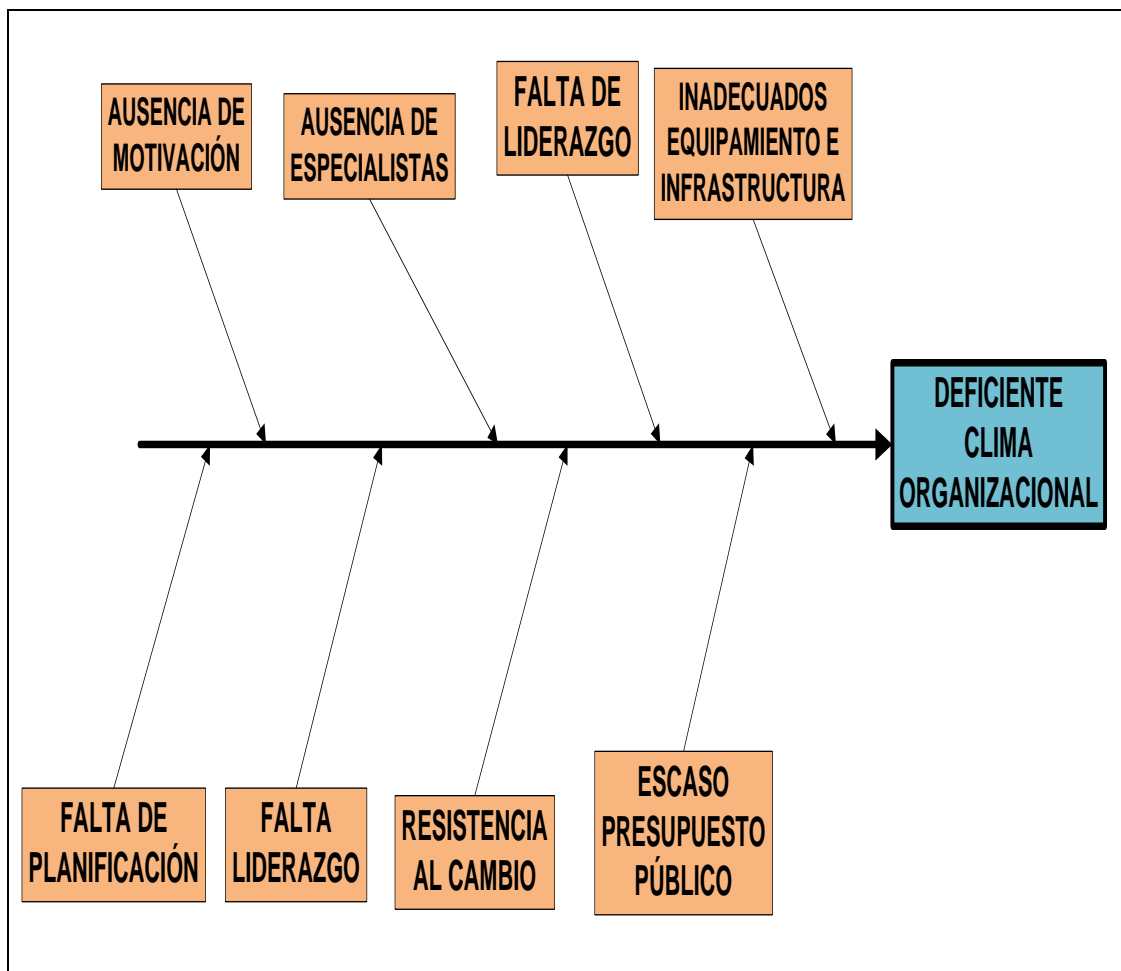 AUSENCIA DE
MOTIVACIÓN
AUSENCIA DE
ESPECIALISTAS
FALTA DE
LIDERAZGO
INADECUADOS
EQUIPAMIENTO E
INFRASTRUCTURA
DEFICIENTE
CLIMA
ORGANIZACIONAL
FALTA DE
PLANIFICACIÓN
FALTA
LIDERAZGO
RESISTENCIA
AL CAMBIO
ESCASO
PRESUPUESTO
PÚBLICO